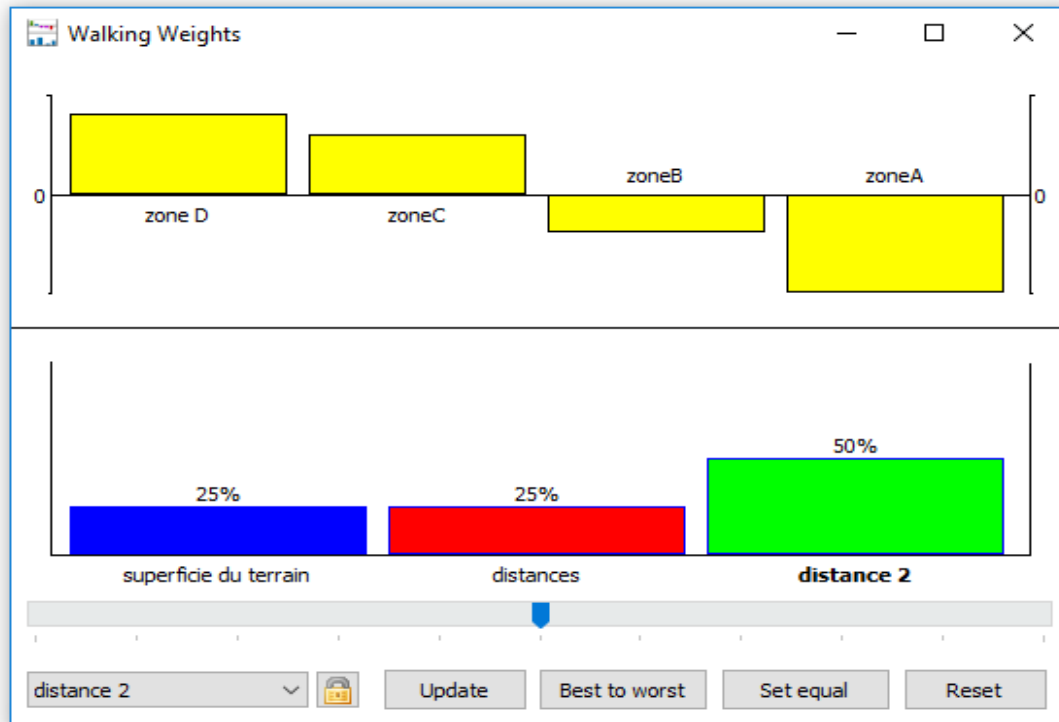 Walking Weights
zoneB zoneA
0 0
zone D zoneC
50%
25% 25%
superficie du terrain distances distance 2
distance 2 Update Best to worst Set equal Reset